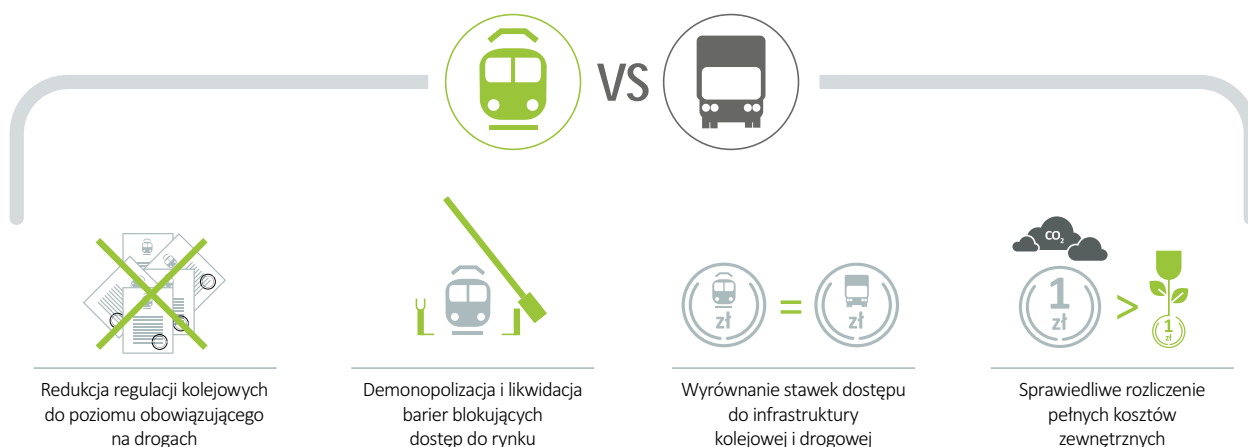 VS
CO₂
zł
zł
1
zł
1
zł
Redukcja regulacji kolejowych
do poziomu obowiązującego
na drogach
Demonopolizacja i likwidacja
barier blokujących
dostęp do rynku
Wyrównanie stawek dostępu
do infrastruktury
kolejowej i drogowej
Sprawiedliwe rozliczenie
pełnych kosztów
zewnętrznych